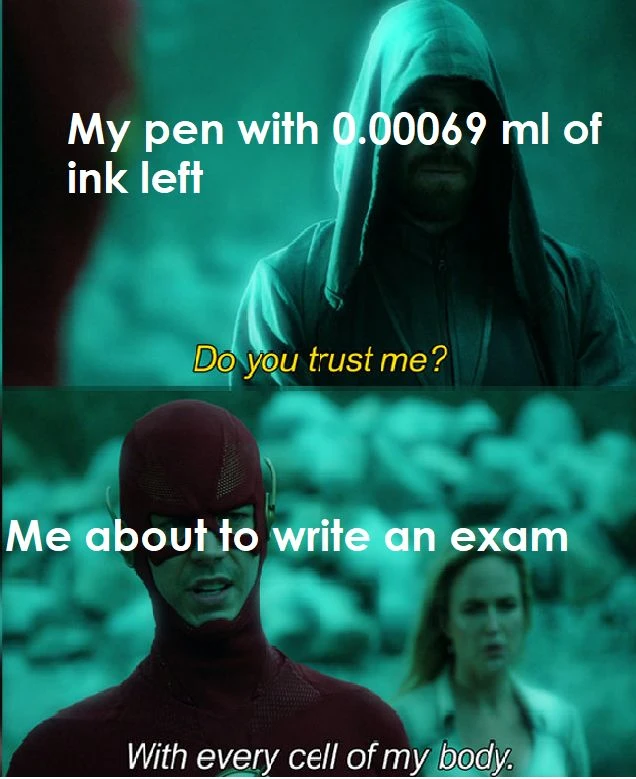 My pen with 0.00069 ml of
ink left
Do you trust me?
Me about to write an exam
With every cell of my body.